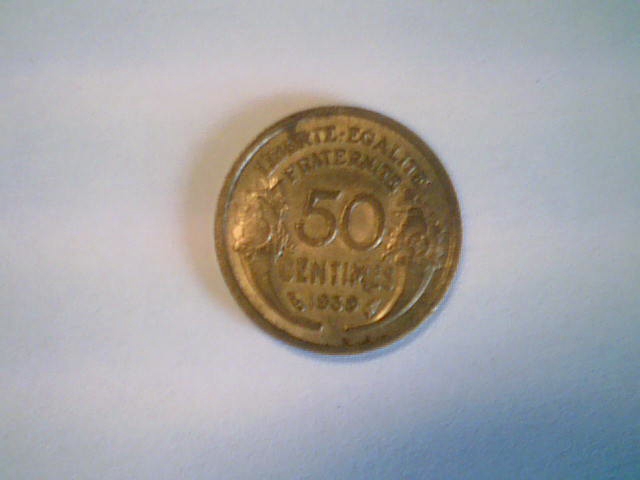 LIBERTE·EGALITE
FRATERNITE
50
CENTIMES
1939